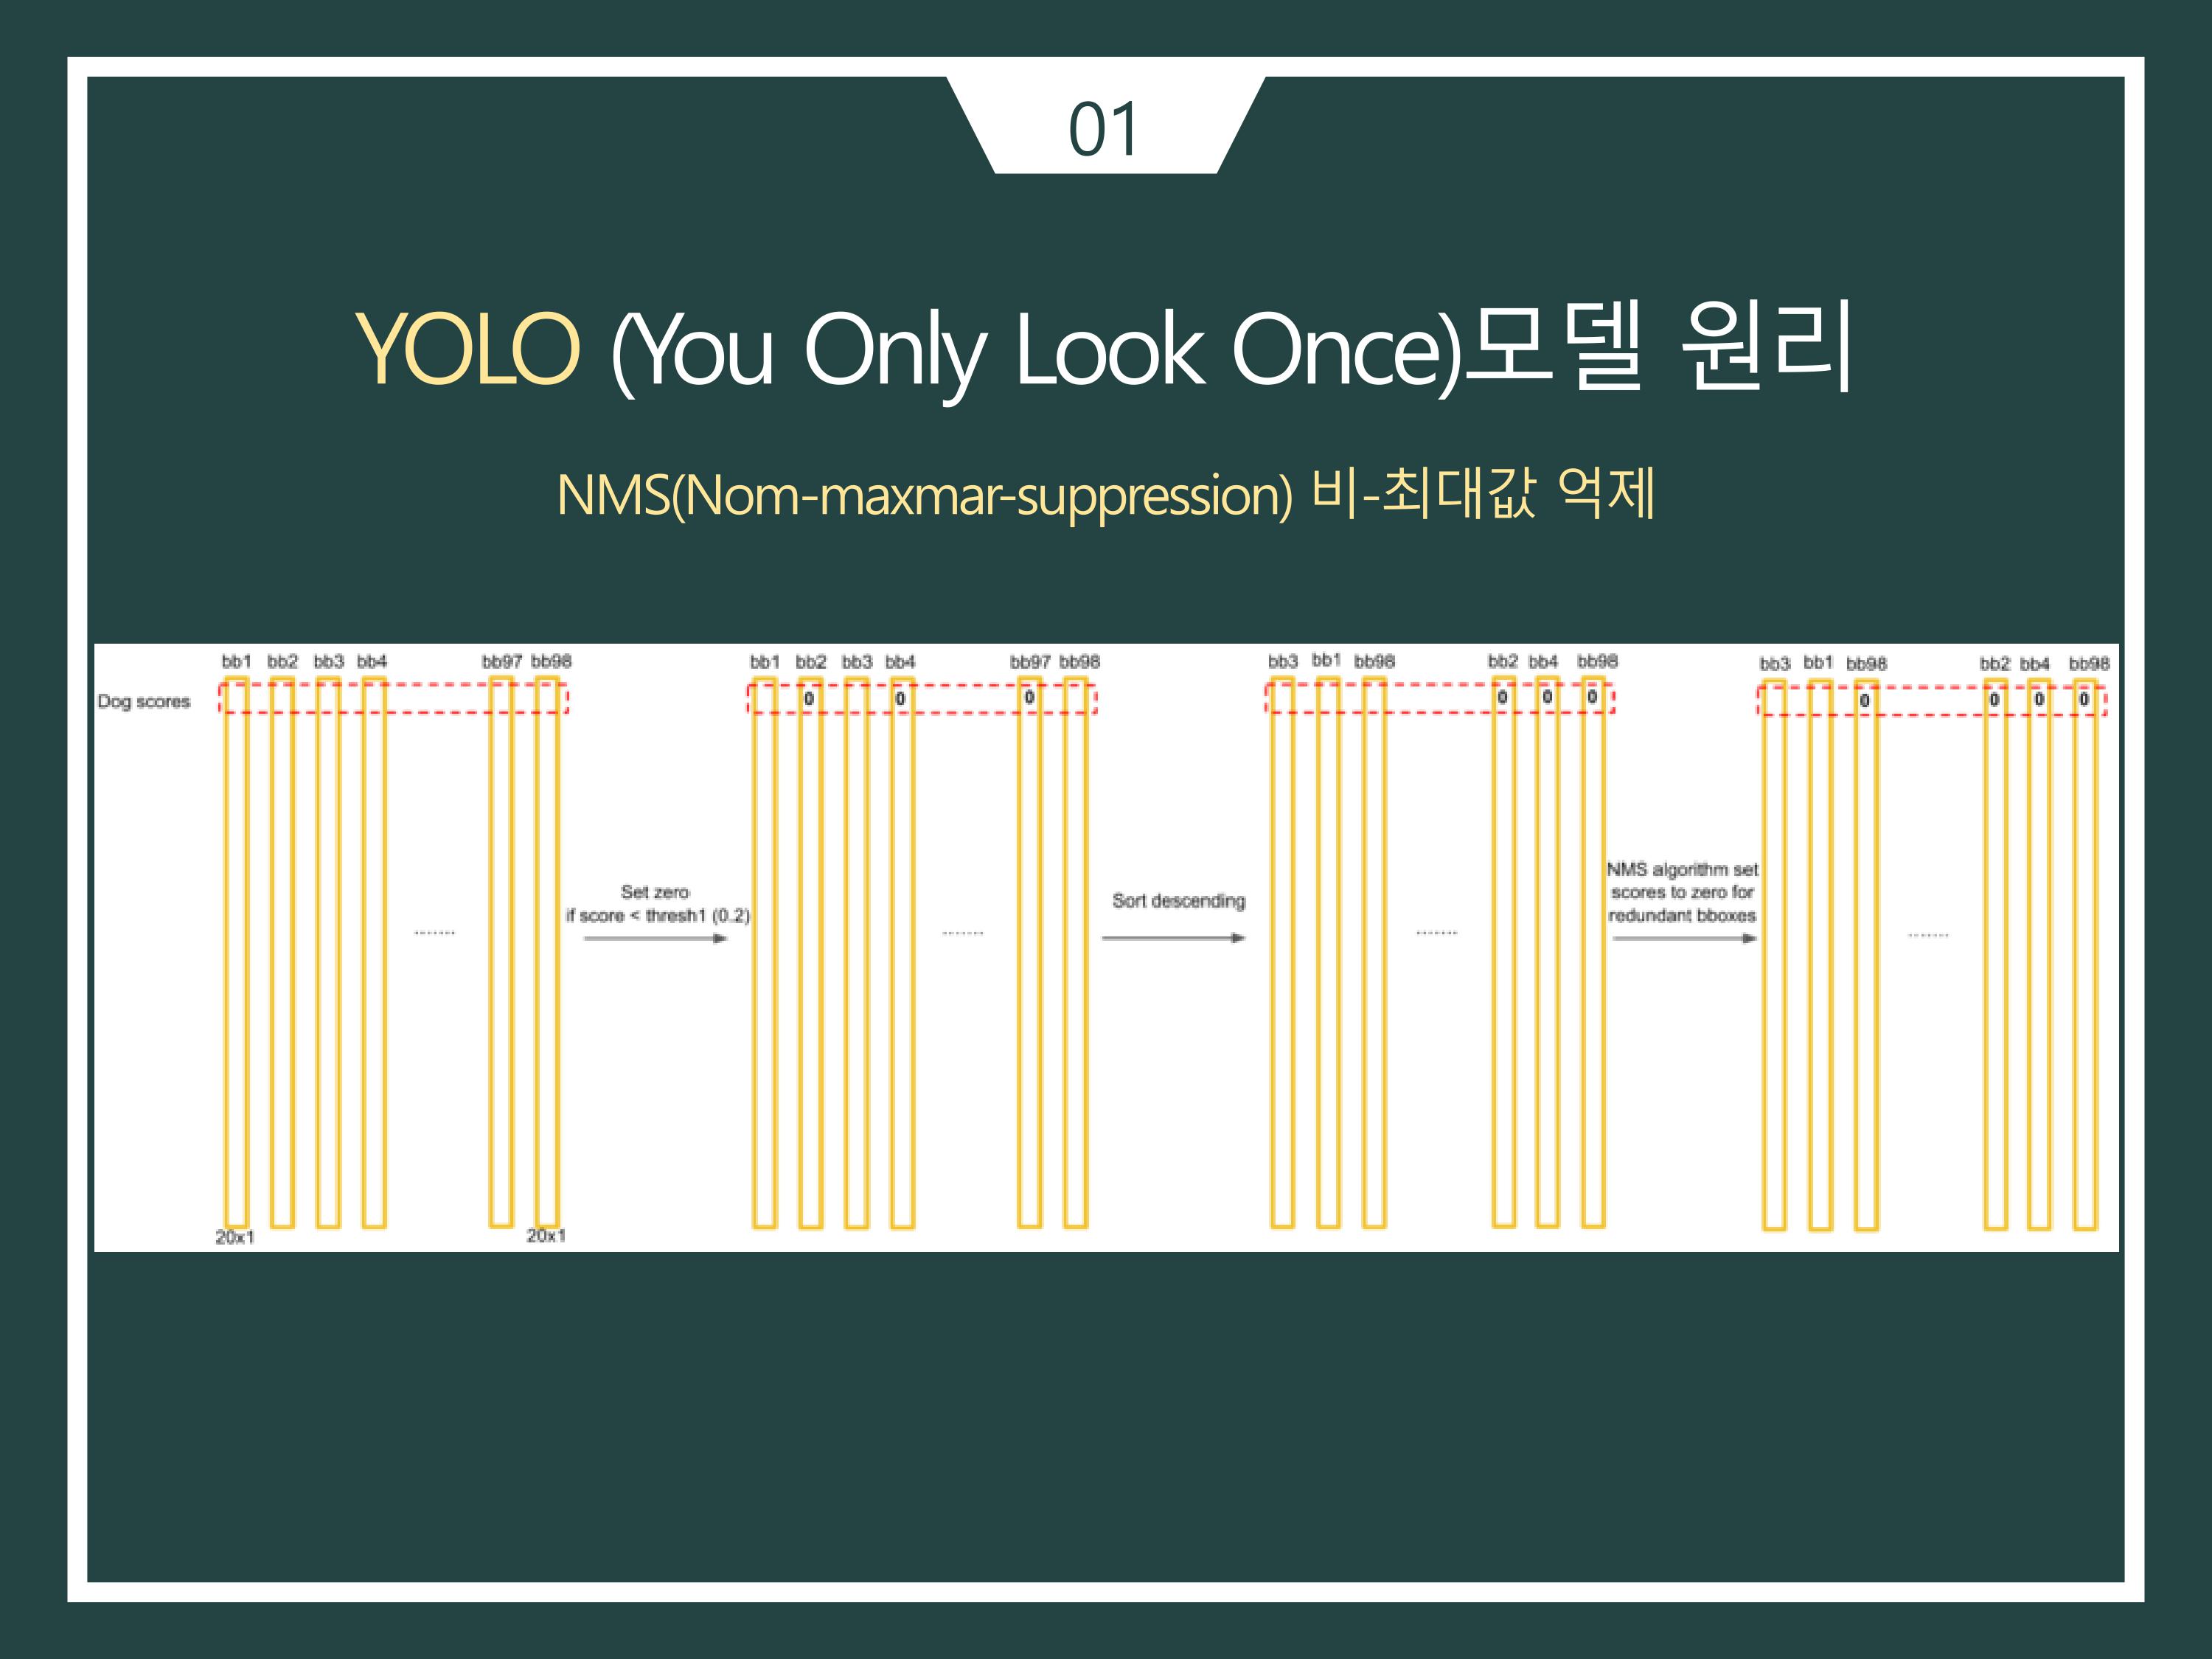 01
YOLO (You Only Look Once)모델 원리
NMS(Nom-maxmar-suppression) 비-최대값 억제
bb1 bb2 bb3 bb4 bb97 bb98
bb1 bb2 bb3 bb4 bb97 bb98
bb3 bb1 bb98 bb2 bb4 bb98
bb3 bb1 bb98 bb2 bb4 bb98
Dog scores
0 0 0
0 0 0
0 0 0 0
Set zero
if score < thresh1 (0.2)
Sort descending
NMS algorithm set
scores to zero for
redundant bboxes
.......
.......
.......
.......
20x1 20x1